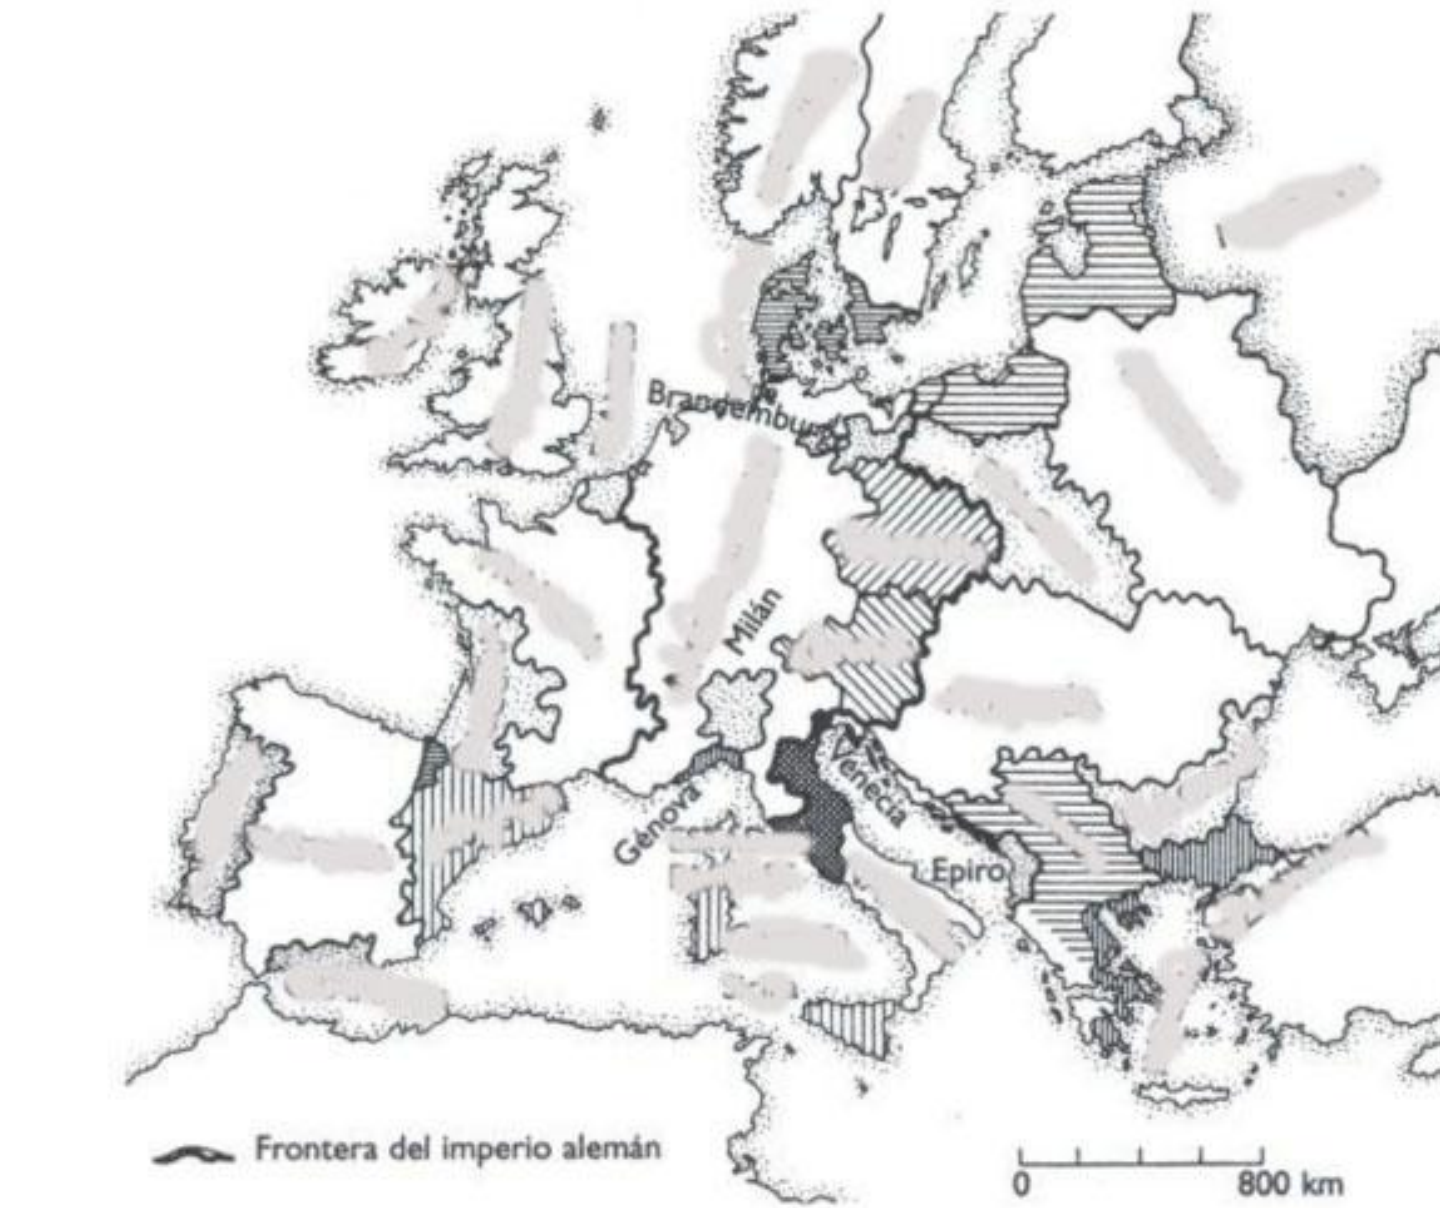 Brandemburgo
Milán
Venecia
Génova
Epiro
Frontera del imperio alemán
0
800 km